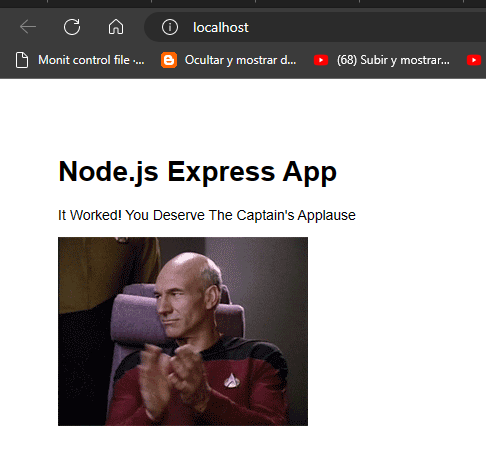 localhost
Monit control file -...
Ocultar y mostrar d...
(68) Subir y mostrar...
Node.js Express App
It Worked! You Deserve The Captain's Applause